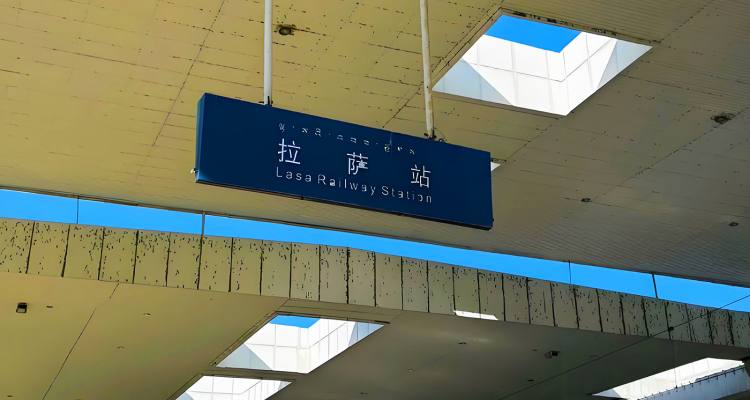 拉萨站
Lasa Railway Station